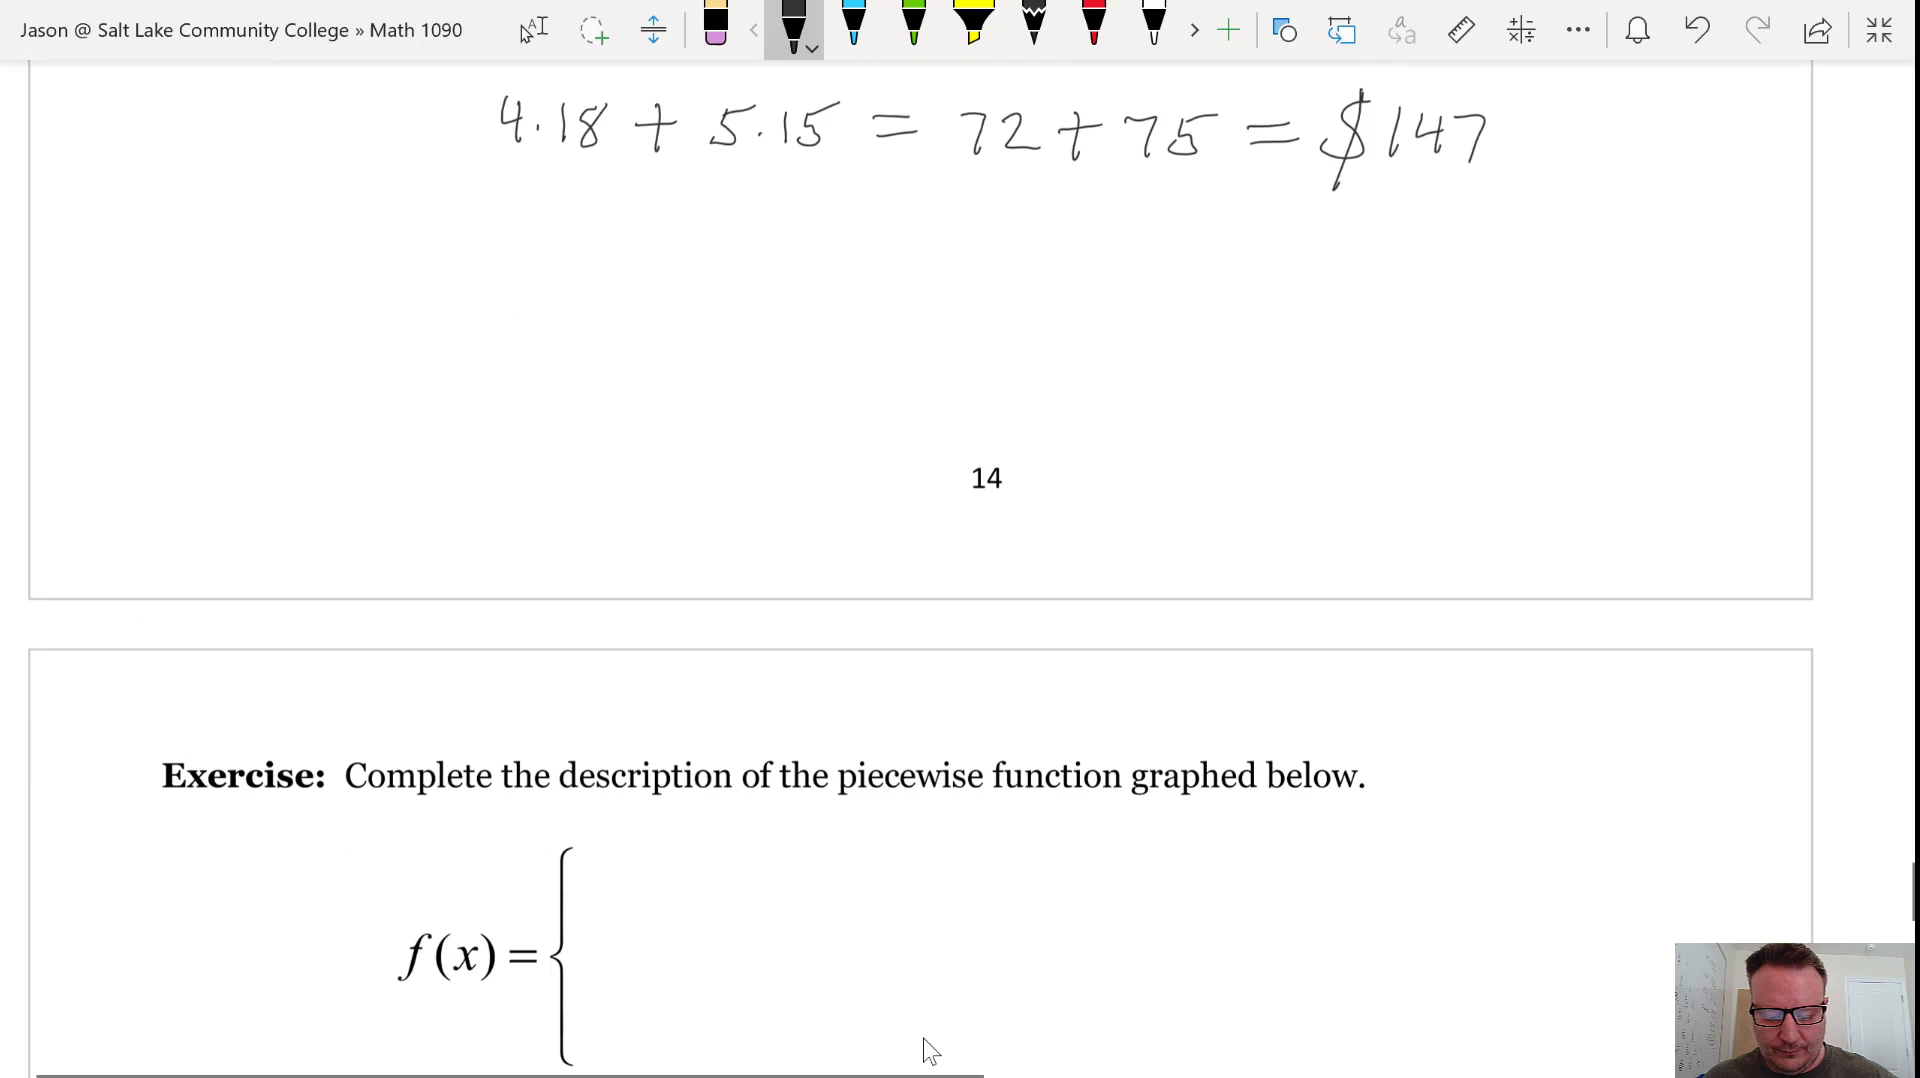 Jason @ Salt Lake Community College » Math 1090
4·18 + 5·15 = 72 + 75 = $147
14
Exercise: Complete the description of the piecewise function graphed below.
f(x) = {